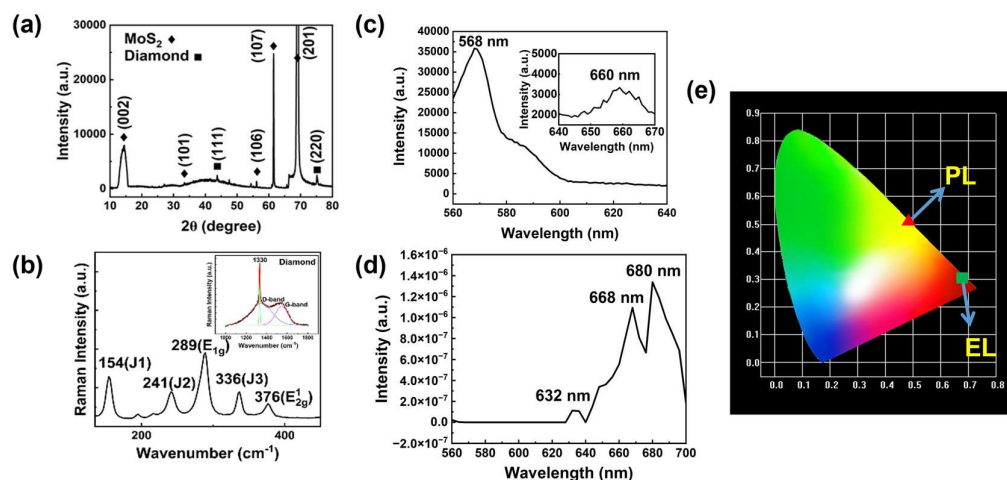 (a)
Intensity (a.u.)
30000
20000
10000
0
MoS2 ◆
Diamond ■
(002)
(101)
(111)
(106)
(107)
(201)
(220)
10 20 30 40 50 60 70 80
2θ (degree)
(b)
Raman Intensity (a.u.)
154(J1)
241(J2)
289(E1g)
336(J3)
376(E12g)
200 400
Wavenumber (cm-1)
Raman Intensity (a.u.)
1330
Diamond
D-band
G-band
1000 1200 1400 1600 1800
Wavenumber (cm-1)
(c)
Intensity (a.u.)
40000
35000
30000
25000
20000
15000
10000
5000
0
568 nm
560 580 600 620 640
Wavelength (nm)
Intensity (a.u.)
5000
4000
3000
2000
1000
660 nm
640 650 660 670
Wavelength (nm)
(d)
Intensity (a.u.)
1.6×10-6
1.4×10-6
1.2×10-6
1.0×10-6
8.0×10-7
6.0×10-7
4.0×10-7
2.0×10-7
0.0
−2.0×10-7
632 nm
668 nm
680 nm
560 580 600 620 640 660 680 700
Wavelength (nm)
(e)
0.9
0.8
0.7
0.6
0.5
0.4
0.3
0.2
0.1
0.0
PL
EL
0.0 0.1 0.2 0.3 0.4 0.5 0.6 0.7 0.8